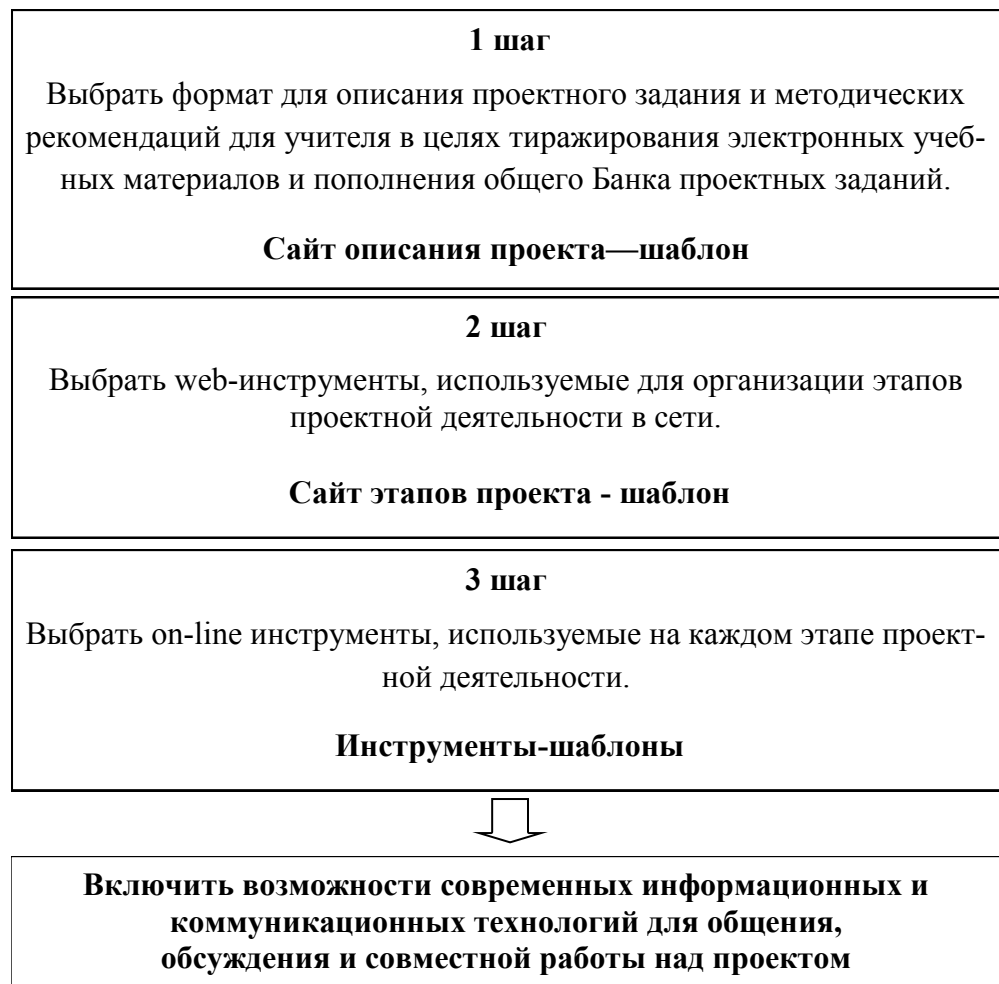 1 шаг
Выбрать формат для описания проектного задания и методических
рекомендаций для учителя в целях тиражирования электронных учеб-
ных материалов и пополнения общего Банка проектных заданий.
Сайт описания проекта—шаблон
2 шаг
Выбрать web-инструменты, используемые для организации этапов
проектной деятельности в сети.
Сайт этапов проекта - шаблон
3 шаг
Выбрать on-line инструменты, используемые на каждом этапе проект-
ной деятельности.
Инструменты-шаблоны
Включить возможности современных информационных и
коммуникационных технологий для общения,
обсуждения и совместной работы над проектом